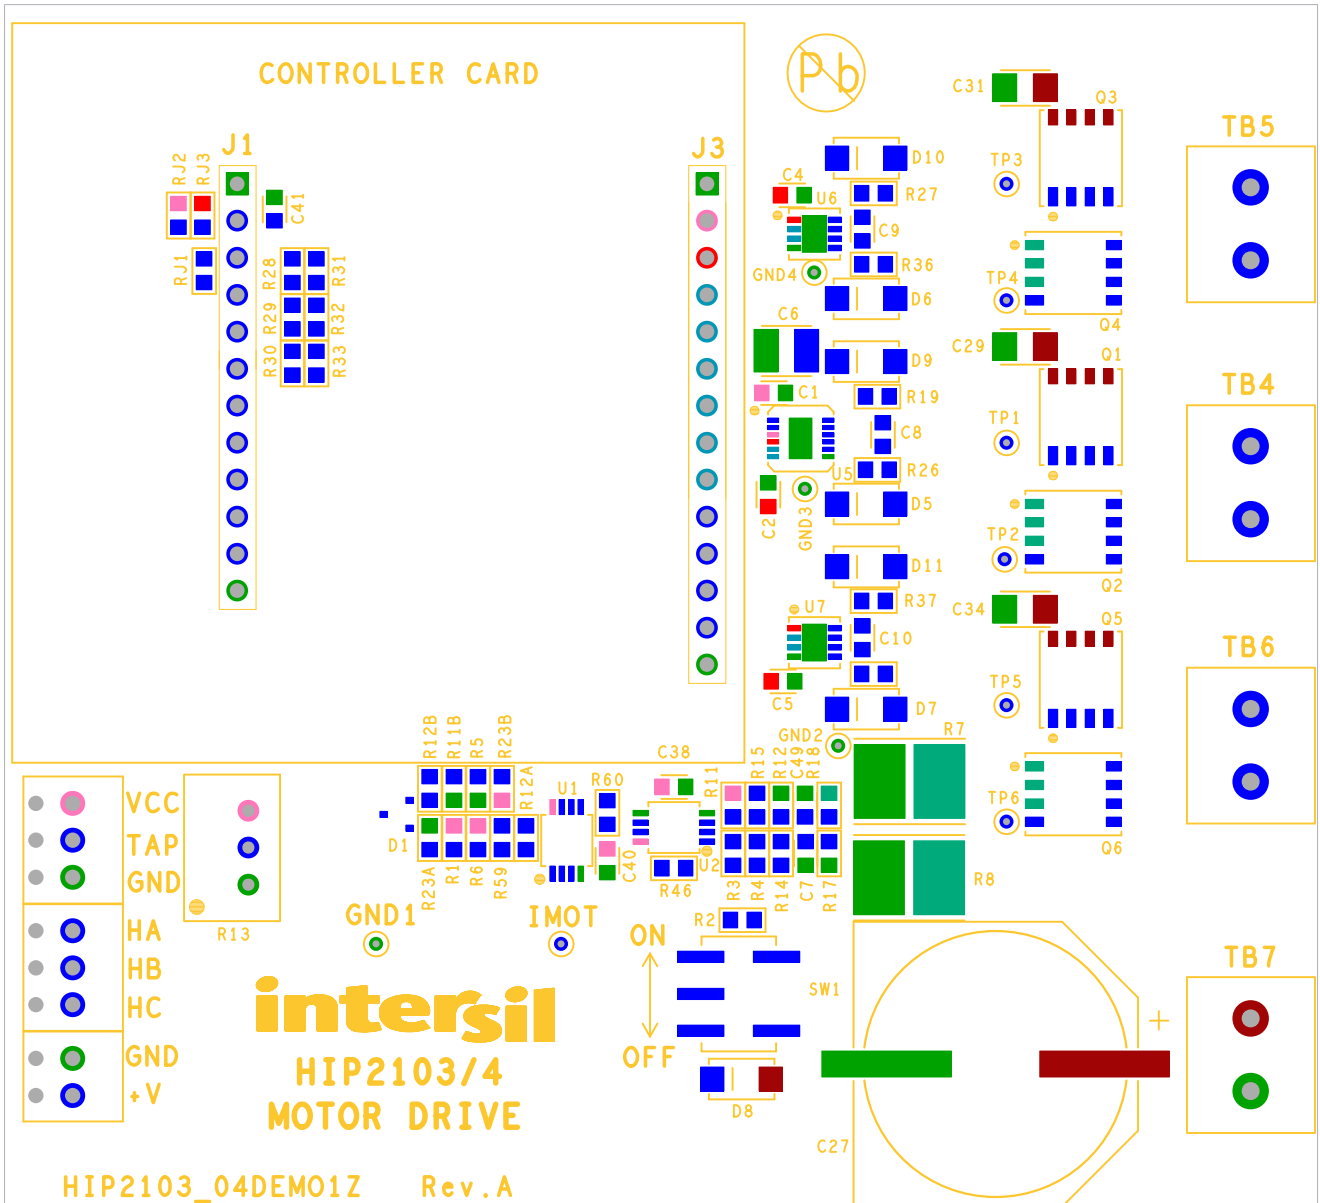 CONTROLLER CARD
Pb
C31
Q3
TB5
J1
J3
RJ2
RJ3
D10
TP3
C4
R27
U6
C41
C9
RJ1
R28
R31
GND4
R36
TP4
D6
R29
R32
C6
Q4
C29
Q1
R30
R33
D9
TB4
C1
R19
TP1
C8
U5
R26
C2
GND3
D5
TP2
D11
Q2
U7
R37
C34
Q5
C10
TB6
C5
TP5
D7
GND2
R7
R12B
R11B
R5
R23B
R12A
U1
R60
C38
R11
R15
R12
C49
R18
VCC
TP6
TAP
D1
Q6
GND
R23A
R1
R6
R59
C40
R46
U2
R3
R4
R14
C7
R17
R8
R13
GND1
IMOT
R2
HA
ON
TB7
HB
SW1
HC
intersil
+
GND
OFF
HIP2103/4
+V
MOTOR DRIVE
D8
C27
HIP2103_04DEMO1Z Rev.A